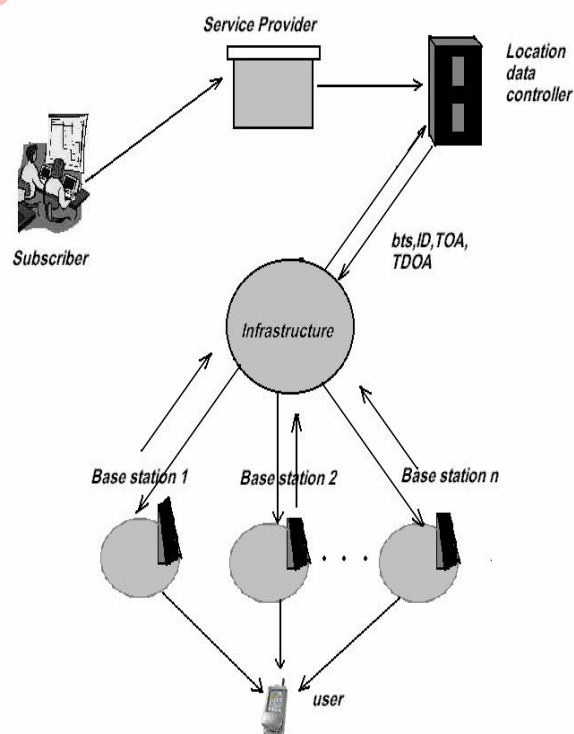 Service Provider
Location
data
controller
Subscriber
bts,ID,TOA,
TDOA
Infrastructure
Base station 1
Base station 2
Base station n
user